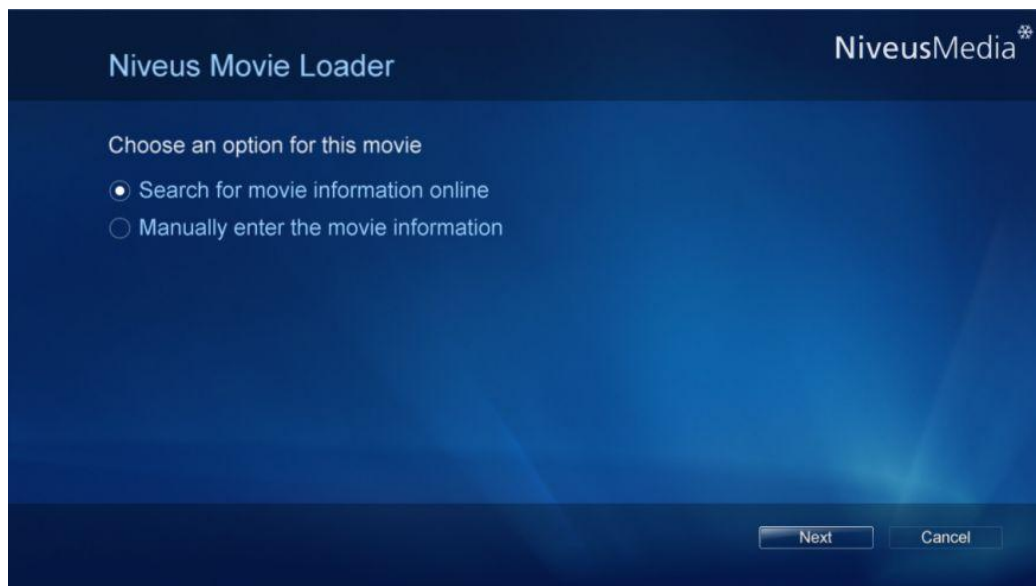 NiveusMedia
Niveus Movie Loader
Choose an option for this movie
Search for movie information online
Manually enter the movie information
Next Cancel